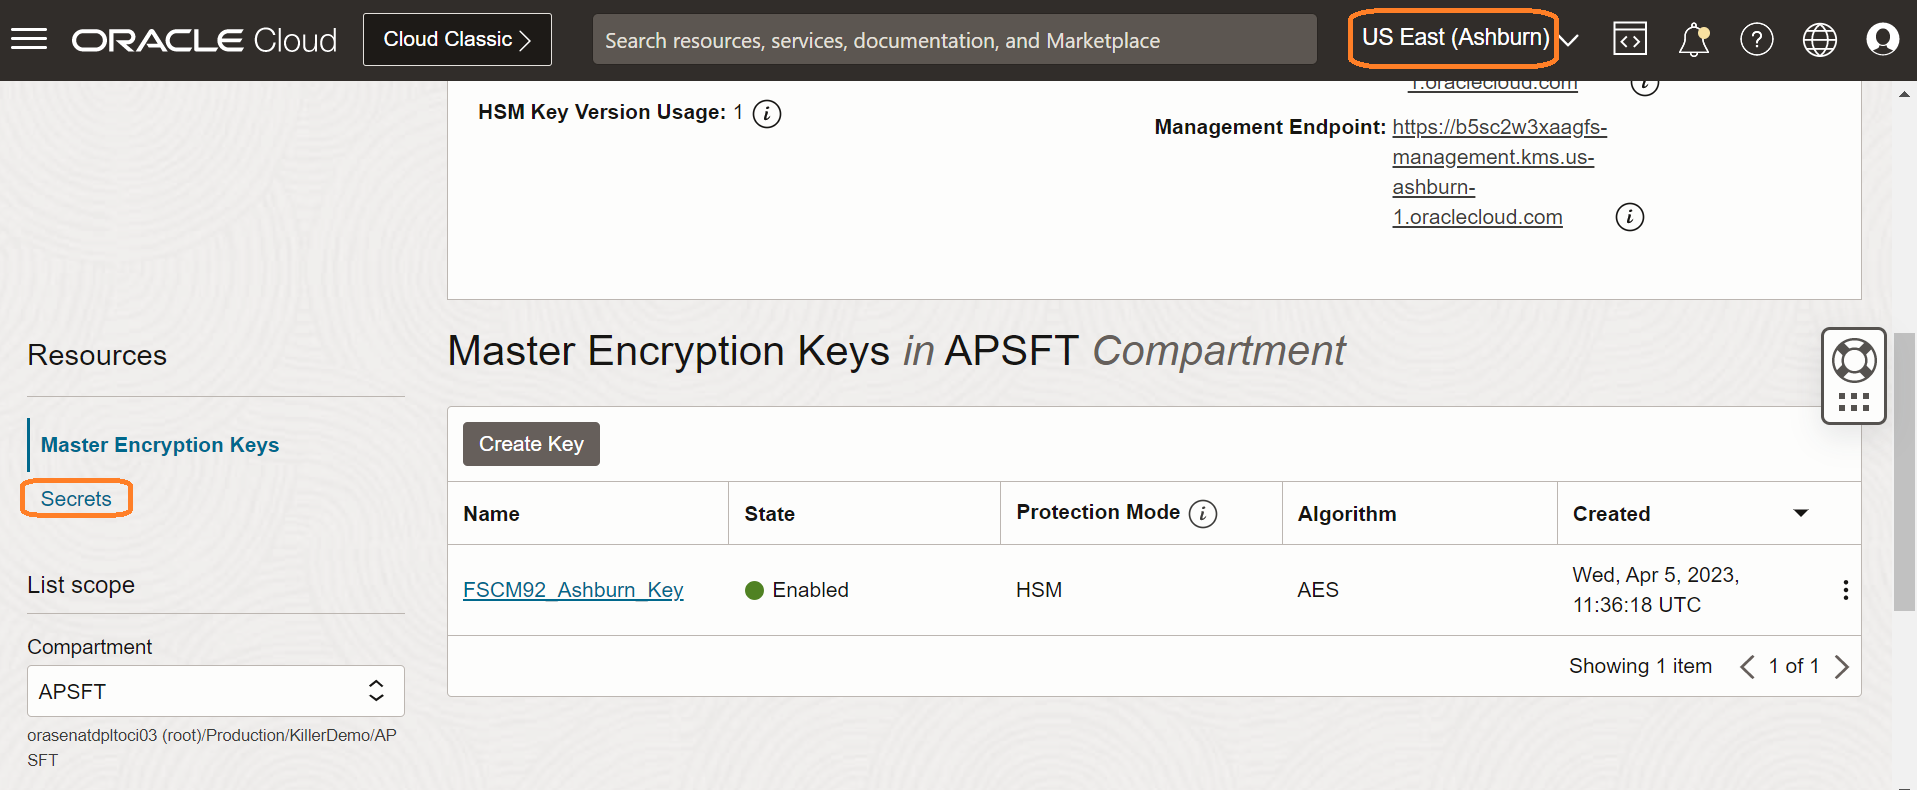 ORACLE Cloud
Cloud Classic
Search resources, services, documentation, and Marketplace
US East (Ashburn)
1.oraclecloud.com
HSM Key Version Usage: 1
Management Endpoint: https://b5sc2w3xaagfs-
management.kms.us-
ashburn-
1.oraclecloud.com
Resources
Master Encryption Keys
Secrets
List scope
Compartment
APSFT
orasenatdpltoci03 (root)/Production/KillerDemo/AP
SFT
Master Encryption Keys in APSFT Compartment
Create Key
Name State Protection Mode Algorithm Created
FSCM92_Ashburn_Key Enabled HSM AES Wed, Apr 5, 2023,
11:36:18 UTC
Showing 1 item 1 of 1